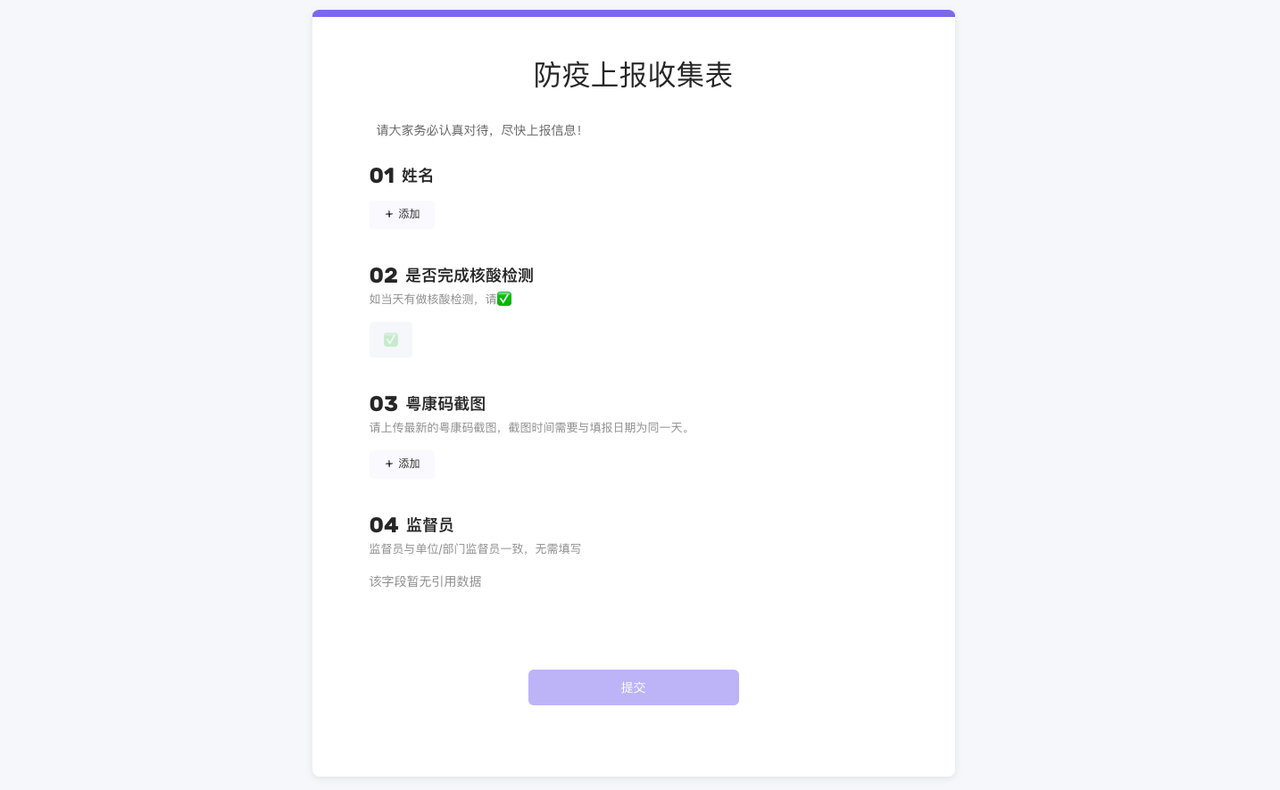 防疫上报收集表
请大家务必认真对待，尽快上报信息！
01 姓名
+ 添加
02 是否完成核酸检测
如当天有做核酸检测，请✅
✅
03 粤康码截图
请上传最新的粤康码截图，截图时间需要与填报日期为同一天。
+ 添加
04 监督员
监督员与单位/部门监督员一致，无需填写
该字段暂无引用数据
提交